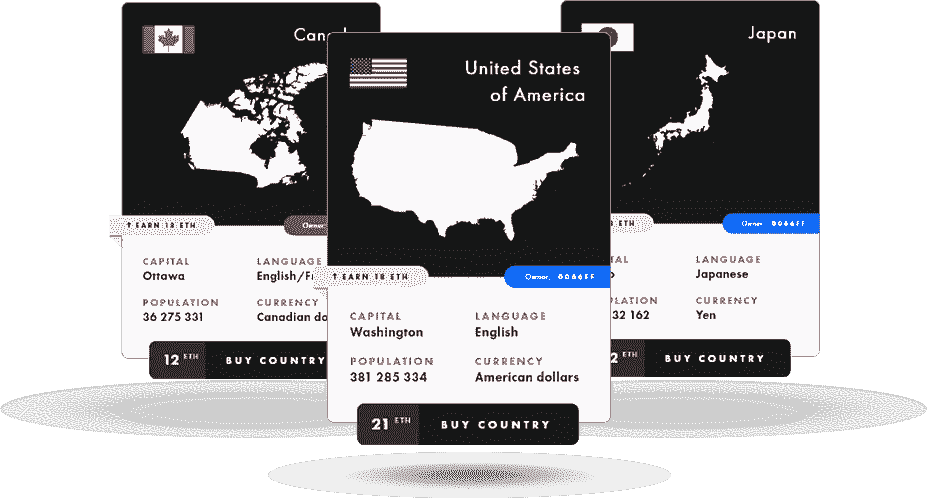 Can
↑ EARN 18 ETH
Owner
CAPITAL
Ottawa
LANGUAGE
English/Fr
POPULATION
36 275 331
CURRENCY
Canadian do
12 ETH
BUY COUNTRY
United States
of America
↑ EARN 18 ETH
Owner: 0066FF
CAPITAL
Washington
LANGUAGE
English
POPULATION
381 285 334
CURRENCY
American dollars
21 ETH
BUY COUNTRY
Japan
18 ETH
Owner: 0066FF
LANGUAGE
Japanese
32 162
CURRENCY
Yen
2 ETH
BUY COUNTRY